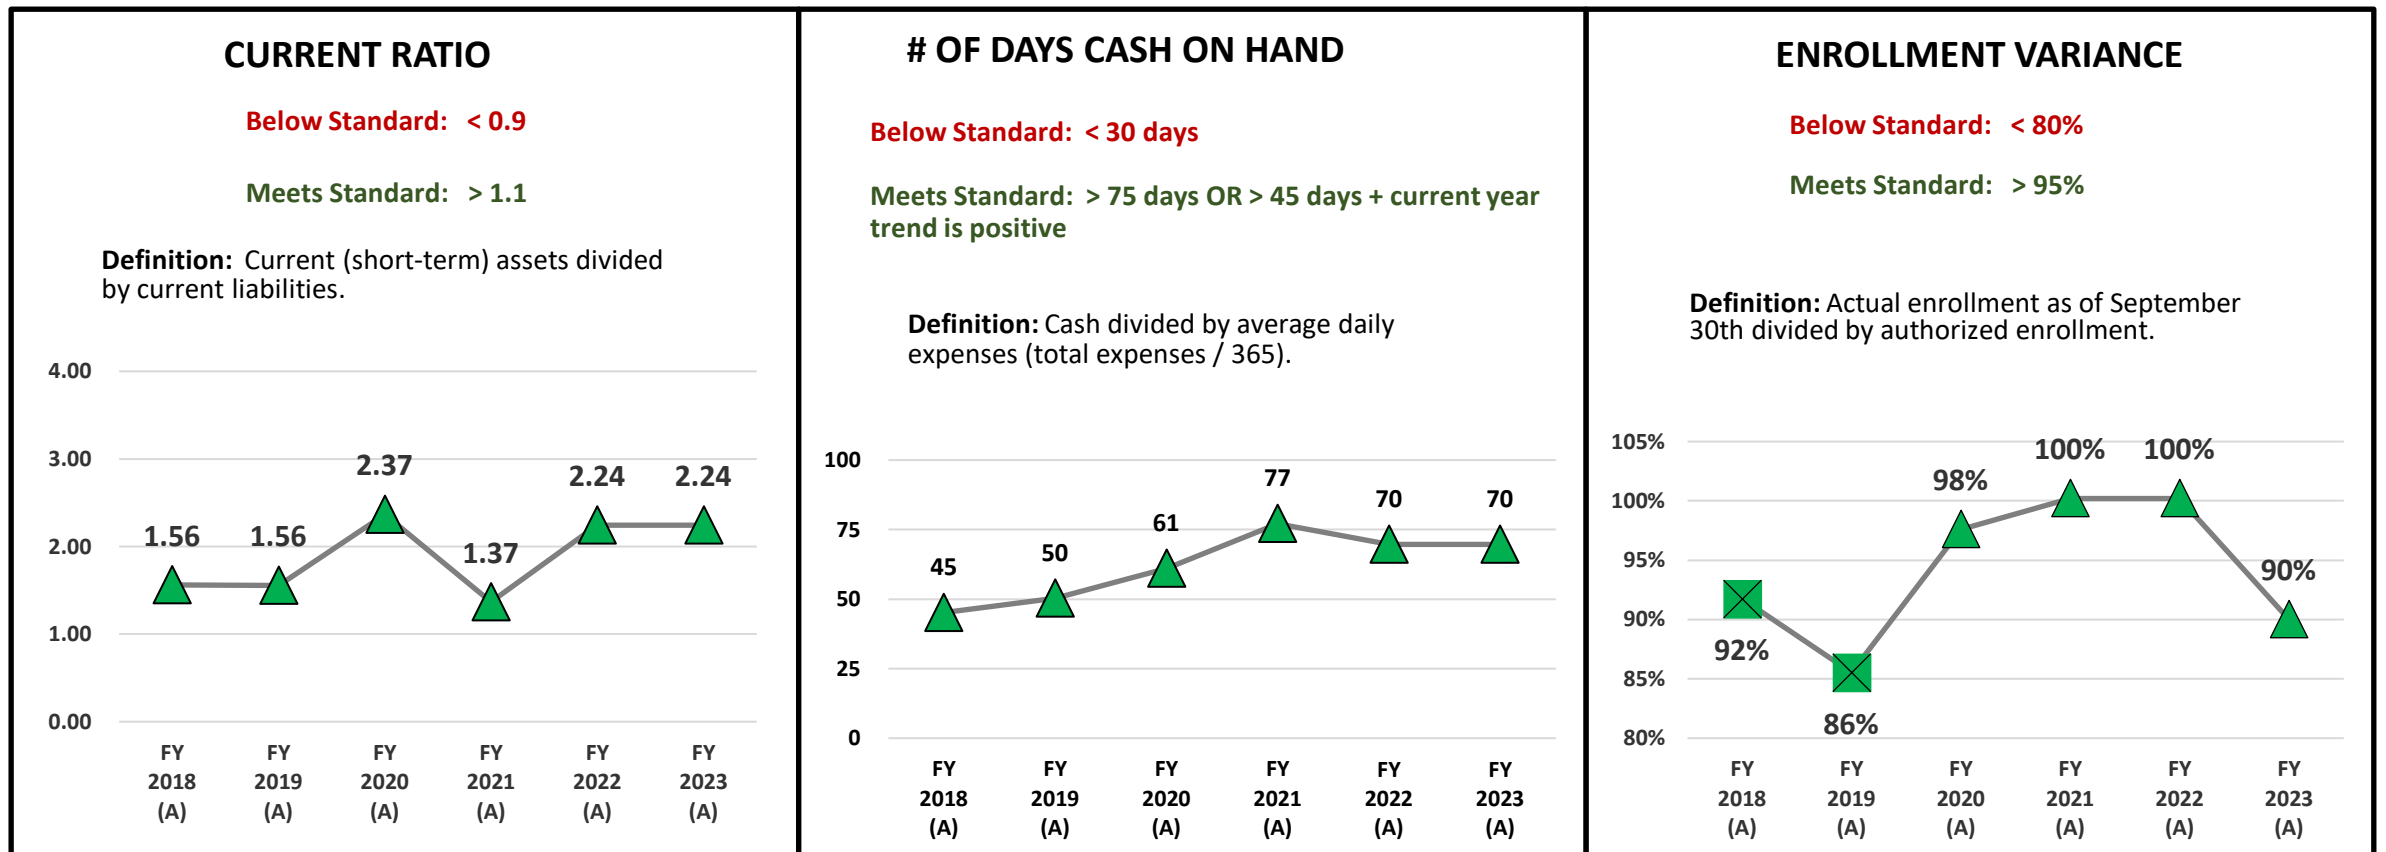 CURRENT RATIO
Below Standard: < 0.9
Meets Standard: > 1.1
Definition: Current (short-term) assets divided
by current liabilities.
4.00
3.00
2.00
1.00
0.00
1.56
1.56
2.37
1.37
2.24
2.24
FY 2018 (A)
FY 2019 (A)
FY 2020 (A)
FY 2021 (A)
FY 2022 (A)
FY 2023 (A)
# OF DAYS CASH ON HAND
Below Standard: < 30 days
Meets Standard: > 75 days OR > 45 days + current year
trend is positive
Definition: Cash divided by average daily
expenses (total expenses / 365).
100
75
50
25
0
45
50
61
77
70
70
FY 2018 (A)
FY 2019 (A)
FY 2020 (A)
FY 2021 (A)
FY 2022 (A)
FY 2023 (A)
ENROLLMENT VARIANCE
Below Standard: < 80%
Meets Standard: > 95%
Definition: Actual enrollment as of September
30th divided by authorized enrollment.
105%
100%
95%
90%
85%
80%
92%
86%
98%
100%
100%
90%
FY 2018 (A)
FY 2019 (A)
FY 2020 (A)
FY 2021 (A)
FY 2022 (A)
FY 2023 (A)